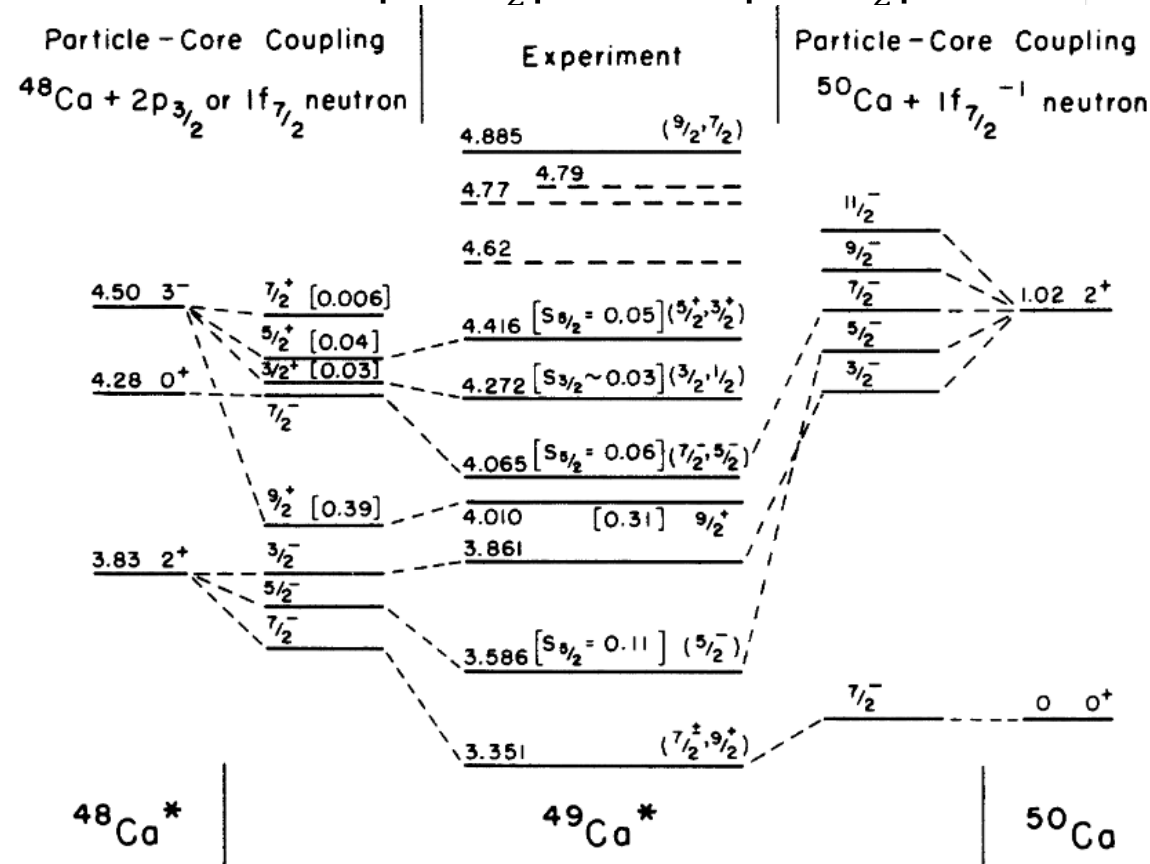 Particle–Core Coupling
⁴⁸Ca + 2p₃/₂ or 1f₇/₂ neutron
Experiment
Particle–Core Coupling
⁵⁰Ca + 1f₇/₂⁻¹ neutron
4.50 3⁻
4.28 0⁺
3.83 2⁺
7/2⁺ [0.006]
5/2⁺ [0.04]
3/2⁺ [0.03]
7/2⁻
9/2⁺ [0.39]
3/2⁻
5/2⁻
7/2⁻
4.885 (9/2,7/2)
4.79
4.77
4.62
4.416 [S₅/₂ = 0.05](5/2⁺,3/2⁺)
4.272 [S₃/₂ ~ 0.03](3/2,1/2)
4.065 [S₅/₂ = 0.06](7/2⁻,5/2⁻)
4.010 [0.31] 9/2⁺
3.861
3.586 [S₅/₂ = 0.11] (5/2⁻)
3.351 (7/2±,9/2⁺)
11/2⁻
9/2⁻
7/2⁻
5/2⁻
3/2⁻
7/2⁻
1.02 2⁺
0 0⁺
⁴⁸Ca*
⁴⁹Ca*
⁵⁰Ca